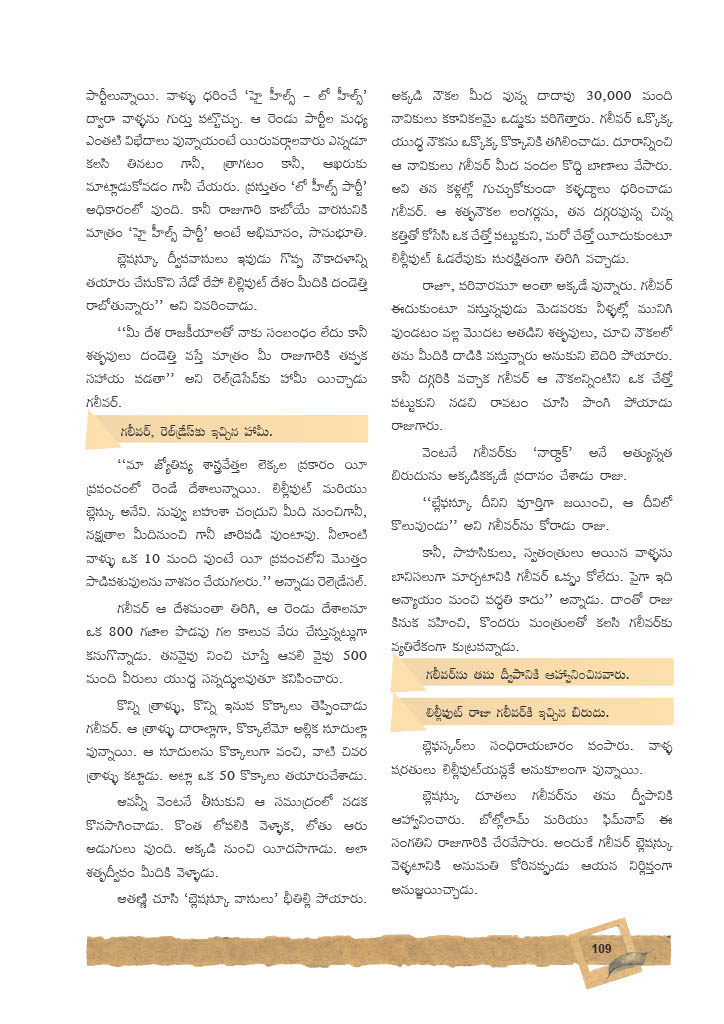 పార్టీలున్నాయి. వాళ్ళు ధరించే ‘హై హీల్స్ – లో హీల్స్’
ద్వారా వాళ్ళను గుర్తు పట్టొచ్చు. ఆ రెండు పార్టీల మధ్య
ఎంతటి విభేదాలు వున్నాయంటే యిరువర్గాలవారు ఎన్నడూ
కలసి తినటం గానీ, త్రాగటం కానీ, ఆఖరుకు
మాట్లాడుకోవడం గానీ చేయరు. ప్రస్తుతం ‘లో హీల్స్ పార్టీ’
అధికారంలో వుంది. కానీ రాజుగారి కాబోయే వారసునికి
మాత్రం ‘హై హీల్స్ పార్టీ’ అంటే అభిమానం, సానుభూతి.
బ్లెఫస్కూ ద్వీపవాసులు ఇపుడు గొప్ప నౌకాదళాన్ని
తయారు చేసుకొని నేడో రేపో లిల్లిపుట్ దేశం మీదికి దండెత్తి
రాబోతున్నారు’’ అని వివరించాడు.
‘‘మీ దేశ రాజకీయాలతో నాకు సంబంధం లేదు కానీ
శతృవులు దండెత్తి వస్తే మాత్రం మీ రాజుగారికి తప్పక
సహాయ పడతా’’ అని రెల్‌డ్రెసేవ్‌కు హామీ యిచ్చాడు
గలీవర్.
గలీవర్, రెల్‌డ్రేస్‌కు ఇచ్చిన హామీ.
‘‘మా జ్యోతిష్య శాస్త్రవేత్తల లెక్కల ప్రకారం యీ
ప్రపంచంలో రెండే దేశాలున్నాయి. లిల్లీపుట్ మరియు
బ్లెస్కు అనేవి. నువ్వు బహుశా చంద్రుని మీది నుంచిగానీ,
నక్షత్రాల మీదినుంచి గానీ జారిపడి వుంటావు. నీలాంటి
వాళ్ళు ఒక 10 మంది వుంటే యీ ప్రపంచలోని మొత్తం
పాడిపశువులను నాశనం చేయగలరు.’’ అన్నాడు రెలెడ్రేసల్.
గలీవర్ ఆ దేశమంతా తిరిగి, ఆ రెండు దేశాలనూ
ఒక 800 గజాల పొడవు గల కాలువ వేరు చేస్తున్నట్లుగా
కనుగొన్నాడు. తనవైపు నించి చూస్తే ఆవలి వైపు 500
మంది వీరులు యుద్ధ సన్నద్ధులవుతూ కనిపించారు.
కొన్ని త్రాళ్ళు, కొన్ని ఇనుప కొక్కాలు తెప్పించాడు
గలీవర్. ఆ త్రాళ్ళు దారాల్లాగా, కొక్కాలేమో అల్లిక సూదుల్లా
వున్నాయి. ఆ సూదులను కొక్కాలుగా వంచి, వాటి చివర
త్రాళ్ళు కట్టాడు. అట్లా ఒక 50 కొక్కాలు తయారుచేశాడు.
అవన్నీ వెంటనే తీసుకుని ఆ సముద్రంలో నడక
కొనసాగించాడు. కొంత లోపలికి వెళ్ళాక, లోతు ఆరు
అడుగులు వుంది. అక్కడి నుంచి యీదసాగాడు. అలా
శతృద్వీపం మీదికి వెళ్ళాడు.
అతణ్ణి చూసి ‘బ్లెషస్కూ వాసులు’ భీతిల్లి పోయారు.
అక్కడి నౌకల మీద వున్న దాదాపు 30,000 మంది
నావికులు కకావికలమై ఒడ్డుకు పరిగెత్తారు. గలీవర్ ఒక్కొక్క
యుద్ధ నౌకను ఒక్కొక్క కొక్కానికి తగిలించాడు. దూరాన్నించి
ఆ నావికులు గలీవర్ మీద వందల కొద్దీ బాణాలు వేసారు.
అవి తన కళ్లల్లో గుచ్చుకోకుండా కళ్ళద్దాలు ధరించాడు
గలీవర్. ఆ శతృనౌకల లంగర్లను, తన దగ్గరవున్న చిన్న
కత్తితో కోసేసి ఒక చేత్తో పట్టుకుని, మరో చేత్తో యీదుకుంటూ
లిల్లీపుట్ ఓడరేవుకు సురక్షితంగా తిరిగి వచ్చాడు.
రాజూ, పరివారమూ అంతా అక్కడే వున్నారు. గలీవర్
ఈదుకుంటూ వస్తున్నపుడు మెడవరకు నీళ్ళల్లో మునిగి
వుండటం వల్ల మొదట అతడిని శతృవులు, చూచి నౌకలలో
తమ మీదికి దాడికి వస్తున్నారు అనుకుని బెదిరి పోయారు.
కానీ దగ్గరికి వచ్చాక గలీవర్ ఆ నౌకలన్నింటిని ఒక చేత్తో
పట్టుకుని నడచి రావటం చూసి పొంగి పోయాడు
రాజుగారు.
వెంటనే గలీవర్‌కు ‘నార్డాక్’ అనే అత్యున్నత
బిరుదును అక్కడికక్కడే ప్రదానం చేశాడు రాజు.
‘‘బ్లేఫస్కూ దీనిని పూర్తిగా జయించి, ఆ దీవిలో
కొలువుండు’’ అని గలీవర్‌ను కోరాడు రాజు.
కానీ, సాహసికులు, స్వతంత్రులు అయిన వాళ్ళను
బానిసలుగా మార్చటానికి గలీవర్ ఒప్పు కోలేదు. పైగా ఇది
అన్యాయం మంచి పద్ధతి కాదు’’ అన్నాడు. దాంతో రాజు
కినుక వహించి, కొందరు మంత్రులతో కలసి గలీవర్‌కు
వ్యతిరేకంగా కుట్రపన్నాడు.
గలీవర్‌ను తమ ద్వీపానికి ఆహ్వానించినవారు.
లిల్లీపుట్ రాజు గలీవర్‌కి ఇచ్చిన బిరుదు.
బ్లెఫస్కన్‌లు సంధిరాయబారం పంపారు. వాళ్ళ
షరతులు లిల్లీపుట్‌యన్లకే అనుకూలంగా వున్నాయి.
బ్లెషస్కు దూతలు గలీవర్‌ను తమ ద్వీపానికి
ఆహ్వానించారు. బోల్గోలామ్ మరియు ఫిమ్‌నాప్ ఈ
సంగతిని రాజుగారికి చేరవేసారు. అందుకే గలీవర్ బ్లెషస్కు
వెళ్ళటానికి అనుమతి కోరినప్పుడు ఆయన నిర్లిప్తంగా
అనుజ్ఞయిచ్చాడు.
109